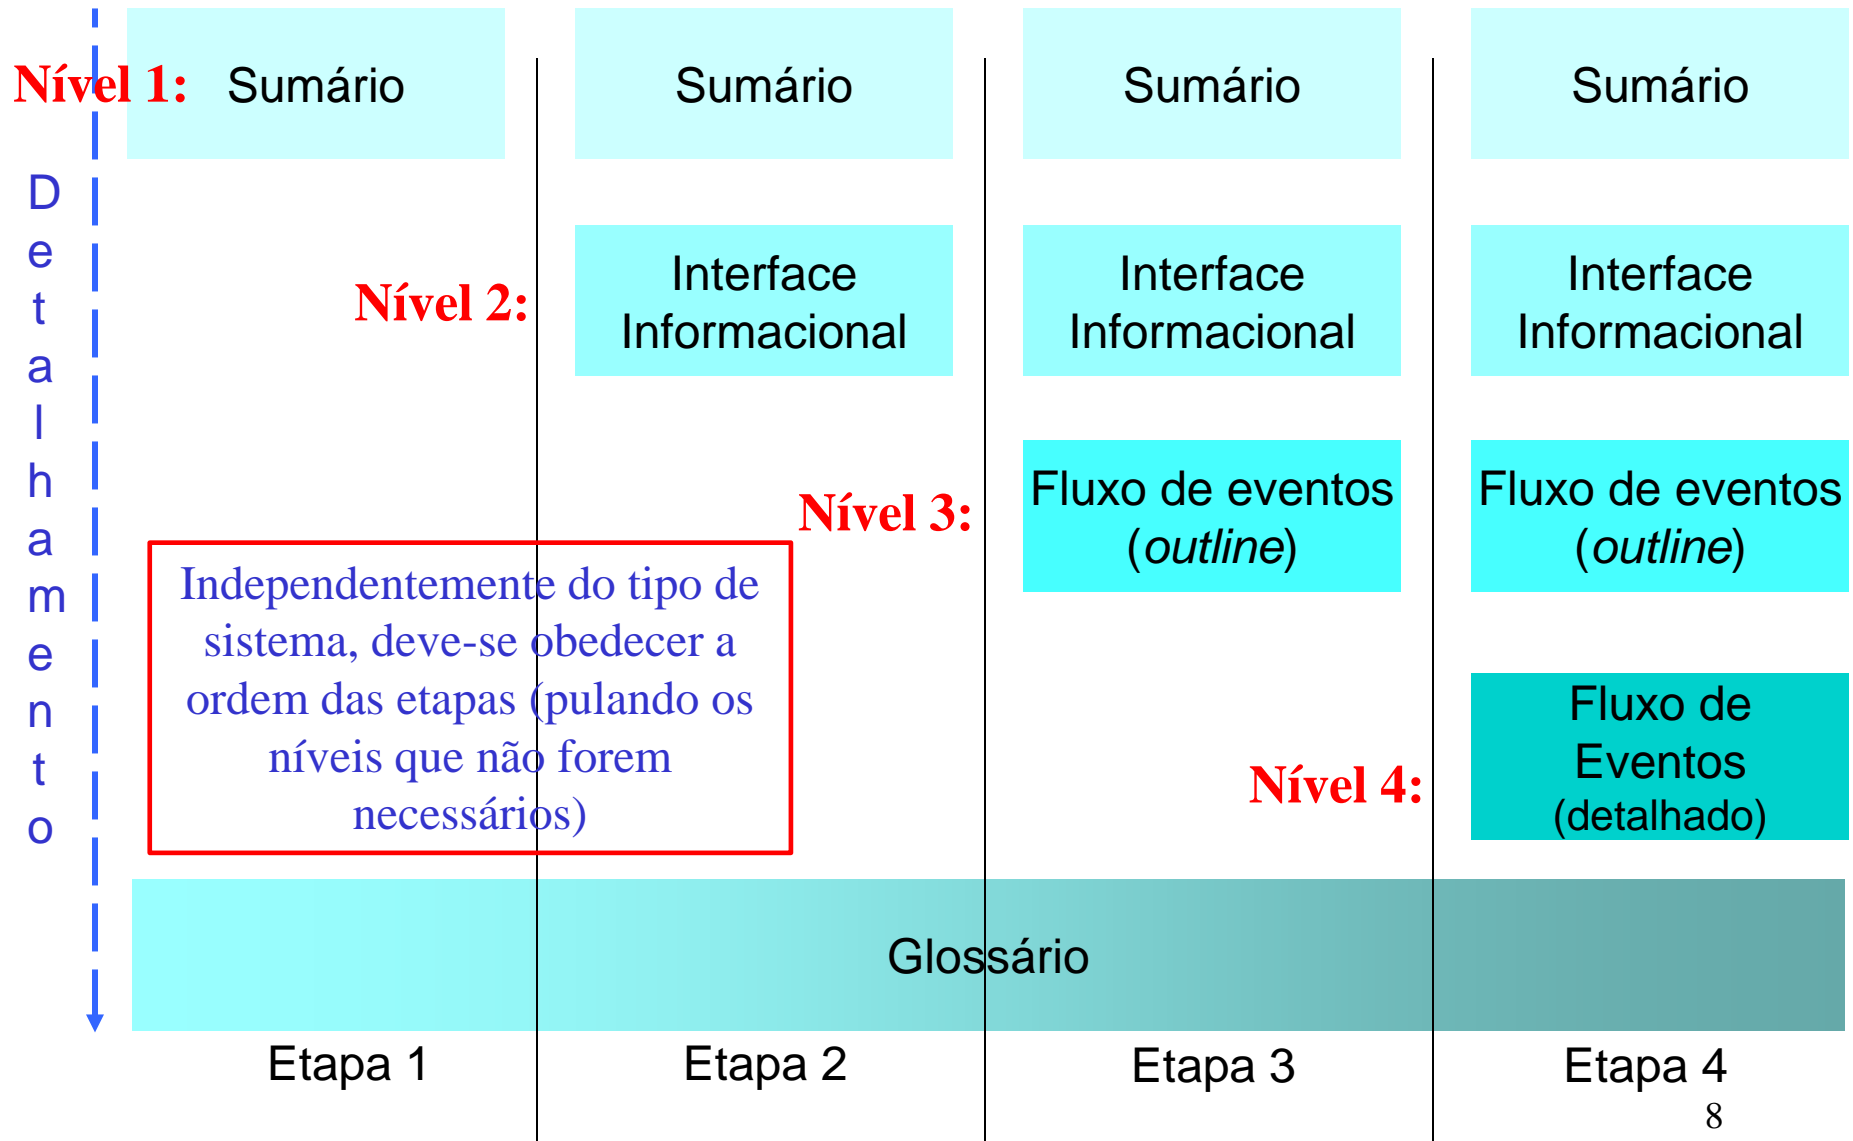 Nível 1:
Sumário
Sumário
Sumário
Sumário
Detalhamento
Nível 2:
Interface
Informacional
Interface
Informacional
Interface
Informacional
Nível 3:
Fluxo de eventos
(outline)
Fluxo de eventos
(outline)
Independentemente do tipo de
sistema, deve-se obedecer a
ordem das etapas (pulando os
níveis que não forem
necessários)
Nível 4:
Fluxo de
Eventos
(detalhado)
Glossário
Etapa 1
Etapa 2
Etapa 3
Etapa 4
8